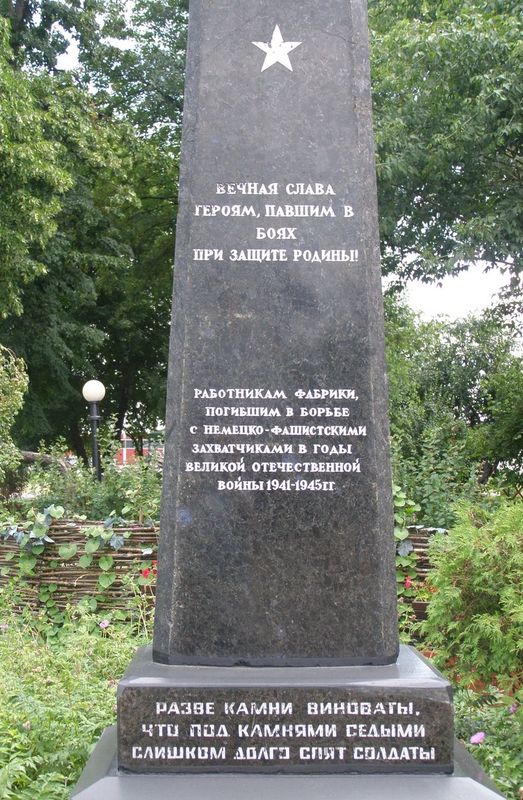 ВЕЧНАЯ СЛАВА
ГЕРОЯМ, ПАВШИМ В
БОЯХ
ПРИ ЗАЩИТЕ РОДИНЫ!
РАБОТНИКАМ ФАБРИКИ,
ПОГИБШИМ В БОРЬБЕ
С НЕМЕЦКО-ФАШИСТСКИМИ
ЗАХВАТЧИКАМИ В ГОДЫ
ВЕЛИКОЙ ОТЕЧЕСТВЕННОЙ
ВОЙНЫ 1941-1945ГГ
РАЗВЕ КАМНИ ВИНОВАТЫ,
ЧТО ПОД КАМНЯМИ СЕДЫМИ
СЛИШКОМ ДОЛГО СПЯТ СОЛДАТЫ